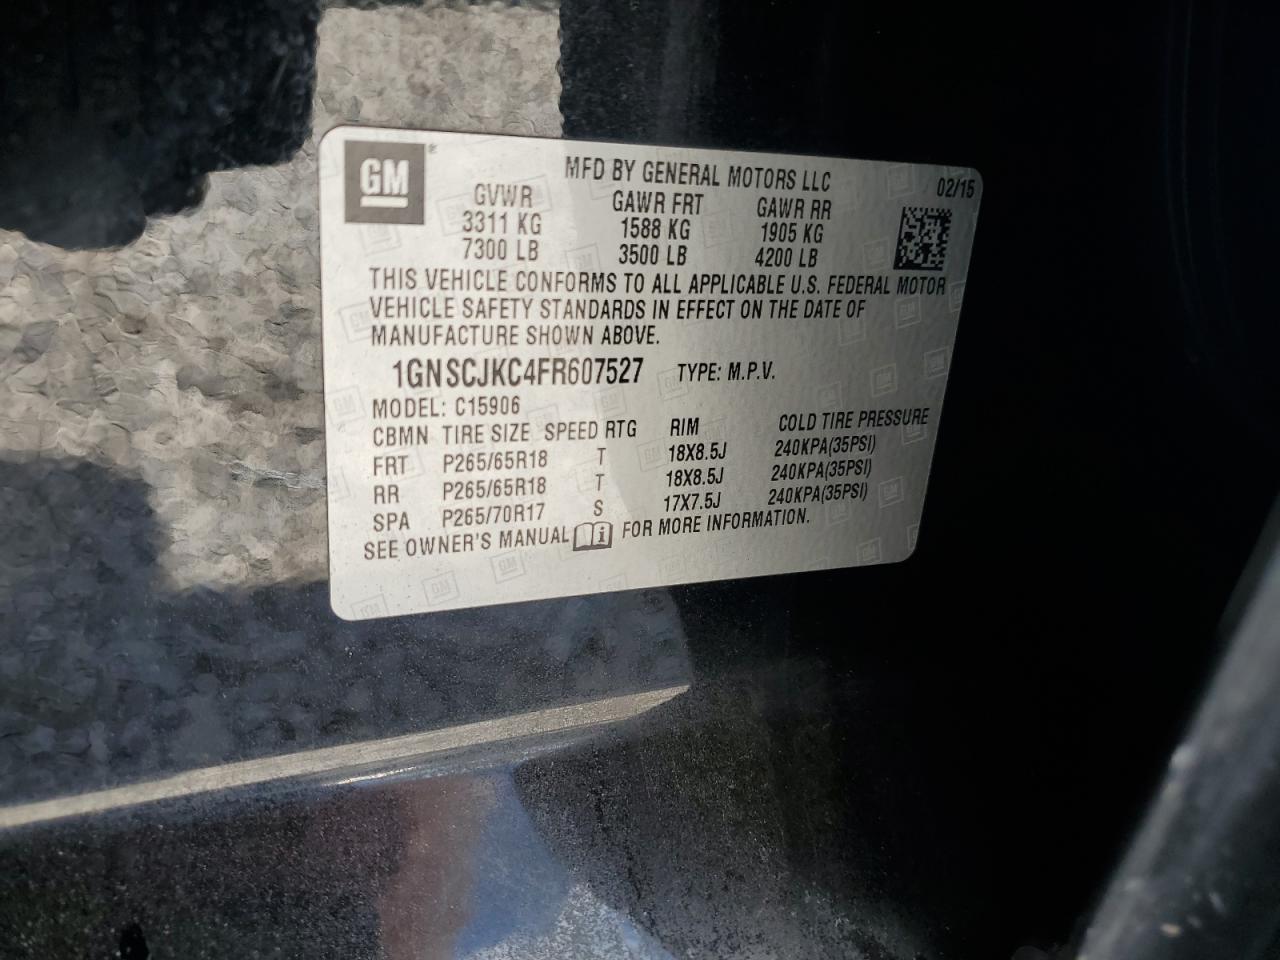 GM®
MFD BY GENERAL MOTORS LLC
02/15
GVWR GAWR FRT GAWR RR
3311 KG 1588 KG 1905 KG
7300 LB 3500 LB 4200 LB
THIS VEHICLE CONFORMS TO ALL APPLICABLE U.S. FEDERAL MOTOR
VEHICLE SAFETY STANDARDS IN EFFECT ON THE DATE OF
MANUFACTURE SHOWN ABOVE.
1GNSCJKC4FR607527 TYPE: M.P.V.
MODEL: C15906
CBMN TIRE SIZE SPEED RTG RIM COLD TIRE PRESSURE
FRT P265/65R18 T 18X8.5J 240KPA(35PSI)
RR P265/65R18 T 18X8.5J 240KPA(35PSI)
SPA P265/70R17 S 17X7.5J 240KPA(35PSI)
SEE OWNER'S MANUAL FOR MORE INFORMATION.